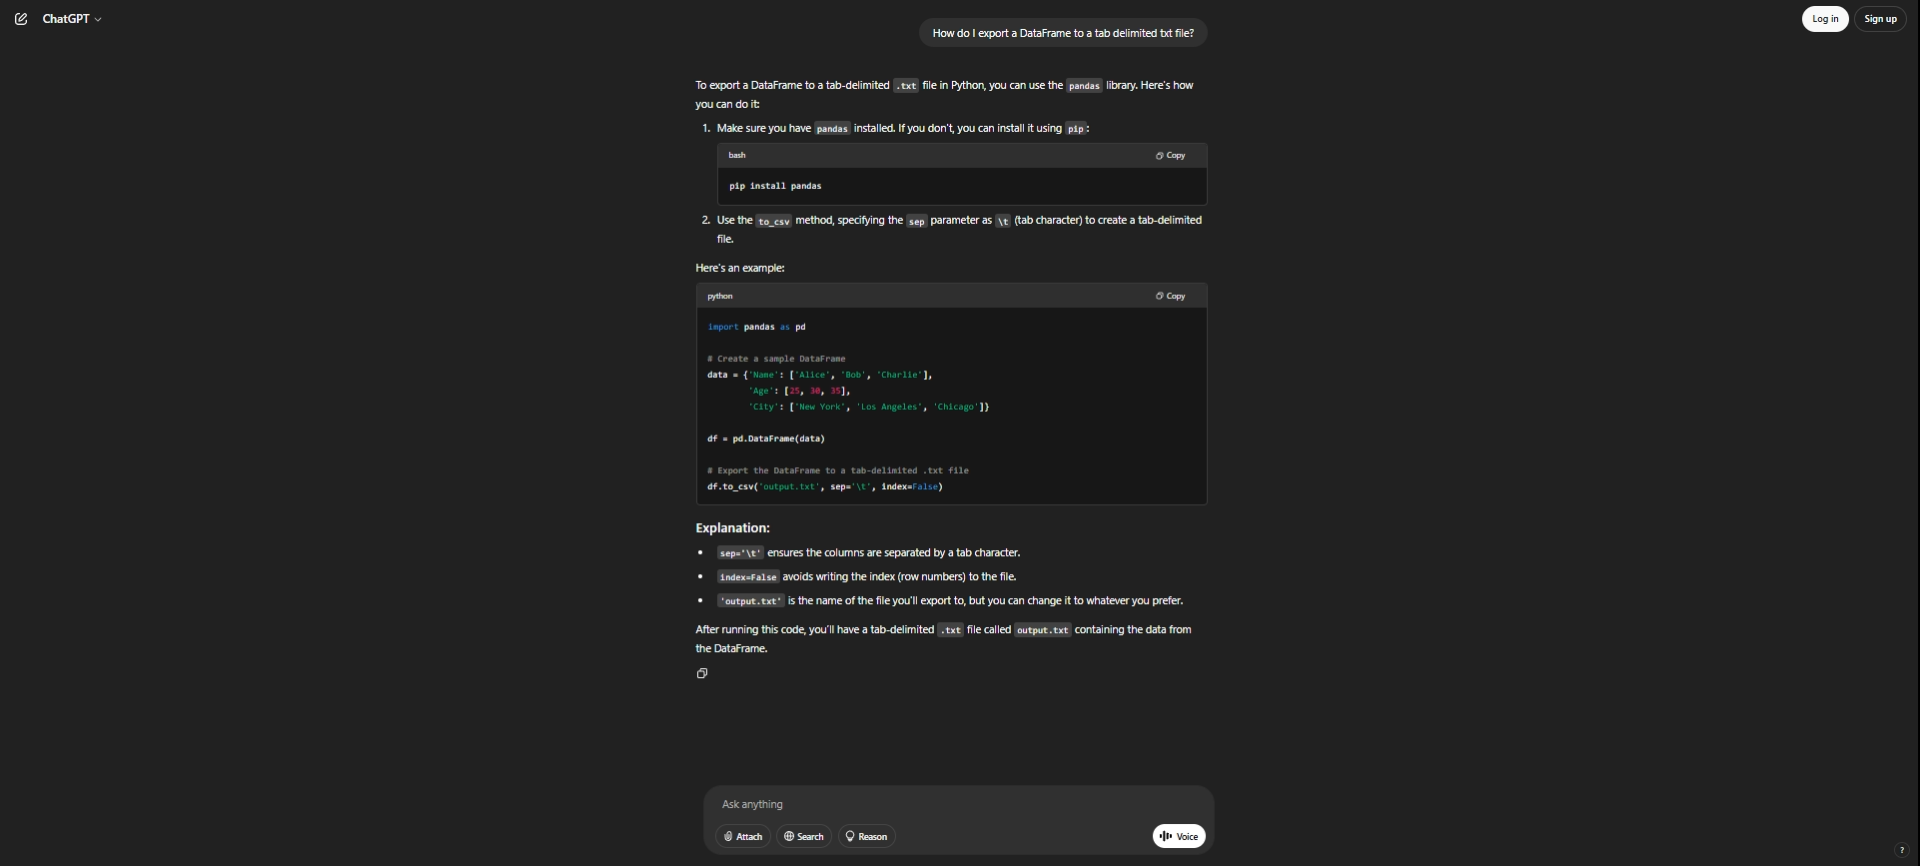 ChatGPT
Log in
Sign up
How do I export a DataFrame to a tab delimited txt file?
To export a DataFrame to a tab-delimited .txt file in Python, you can use the pandas library. Here's how
you can do it:
1. Make sure you have pandas installed. If you don't, you can install it using pip:
bash
Copy
pip install pandas
2. Use the to_csv method, specifying the sep parameter as \t (tab character) to create a tab-delimited
file.
Here's an example:
python
Copy
import pandas as pd
# Create a sample DataFrame
data = {'Name': ['Alice', 'Bob', 'Charlie'],
'Age': [25, 30, 35],
'City': ['New York', 'Los Angeles', 'Chicago']}
df = pd.DataFrame(data)
# Export the DataFrame to a tab-delimited .txt file
df.to_csv('output.txt', sep='\t', index=False)
Explanation:
• sep='\t' ensures the columns are separated by a tab character.
• index=False avoids writing the index (row numbers) to the file.
• 'output.txt' is the name of the file you'll export to, but you can change it to whatever you prefer.
After running this code, you'll have a tab-delimited .txt file called output.txt containing the data from
the DataFrame.
Ask anything
Attach
Search
Reason
Voice
?